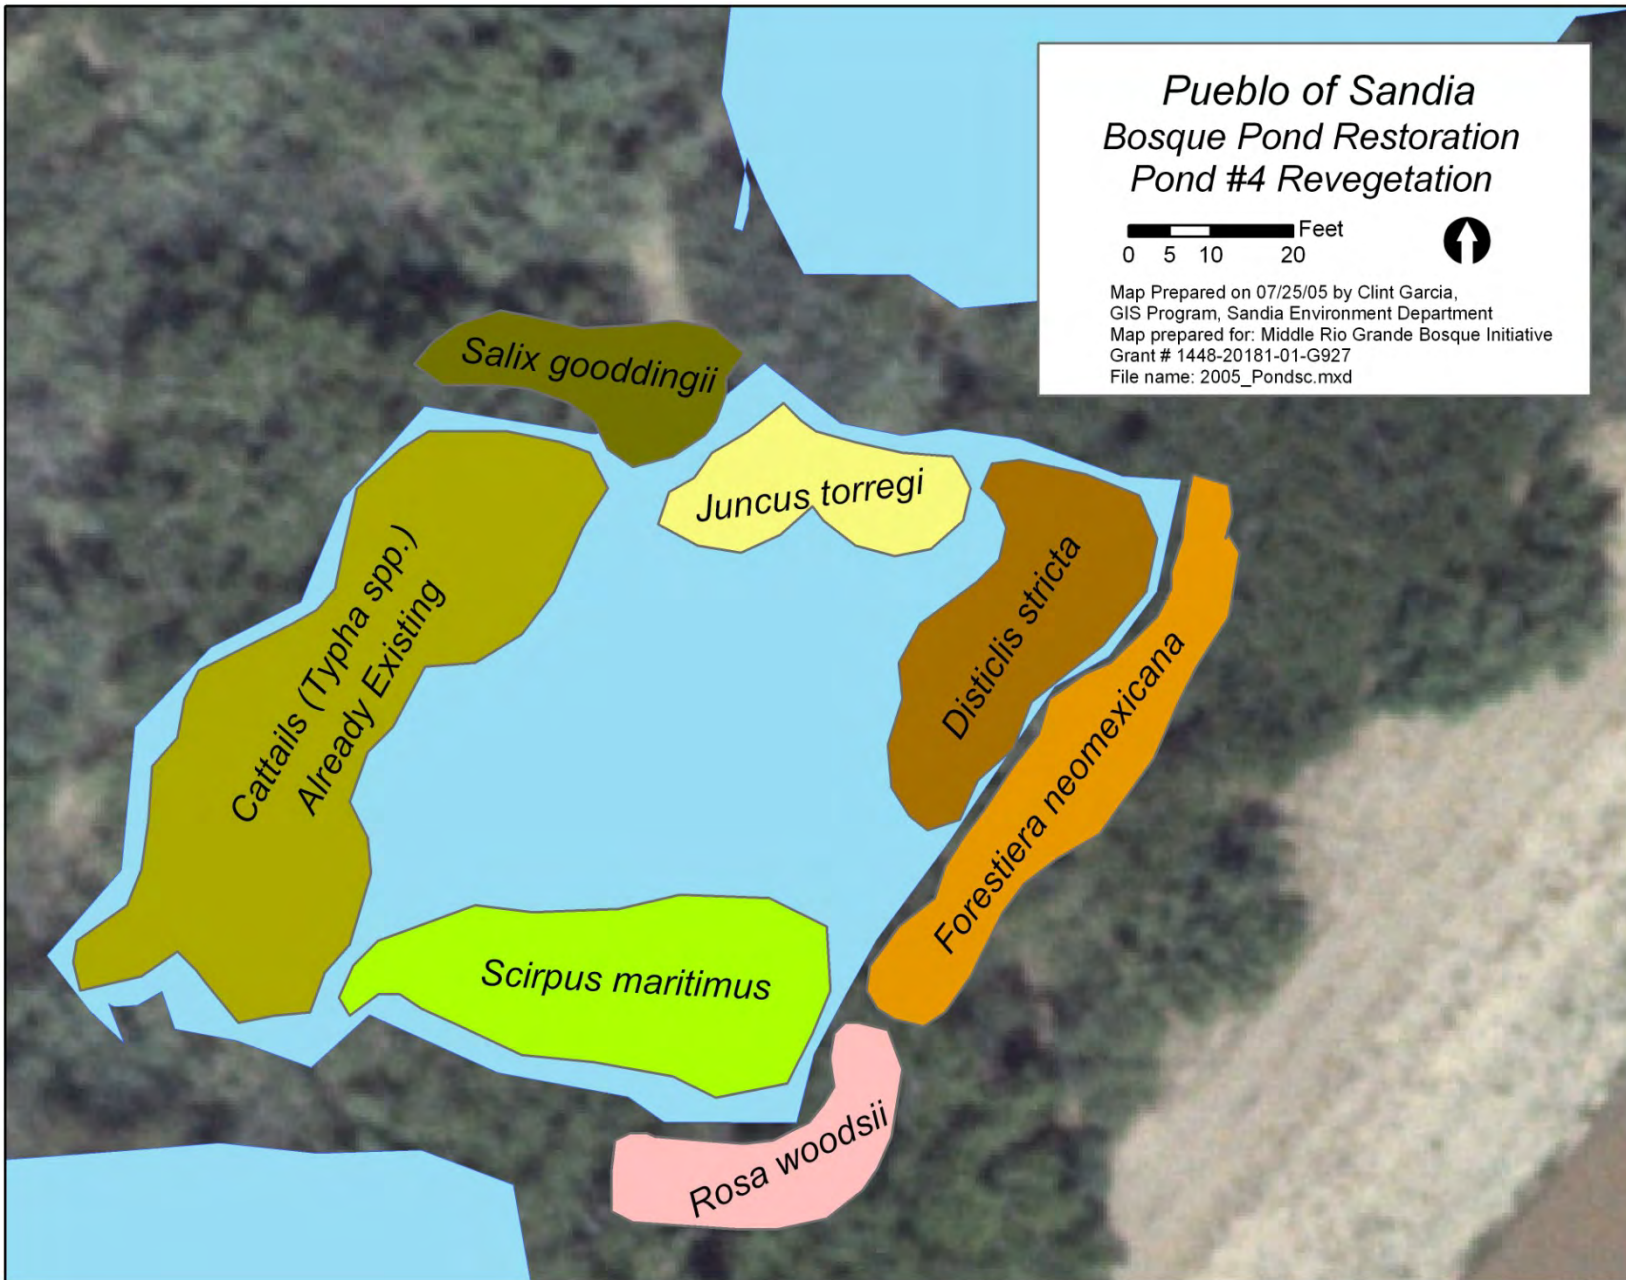 Pueblo of Sandia
Bosque Pond Restoration
Pond #4 Revegetation
Feet
0 5 10 20
Map Prepared on 07/25/05 by Clint Garcia,
GIS Program, Sandia Environment Department
Map prepared for: Middle Rio Grande Bosque Initiative
Grant # 1448-20181-01-G927
File name: 2005_Pondsc.mxd
Salix gooddingii
Juncus torregi
Cattails (Typha spp.)
Already Existing
Disticlis stricta
Forestiera neomexicana
Scirpus maritimus
Rosa woodsii